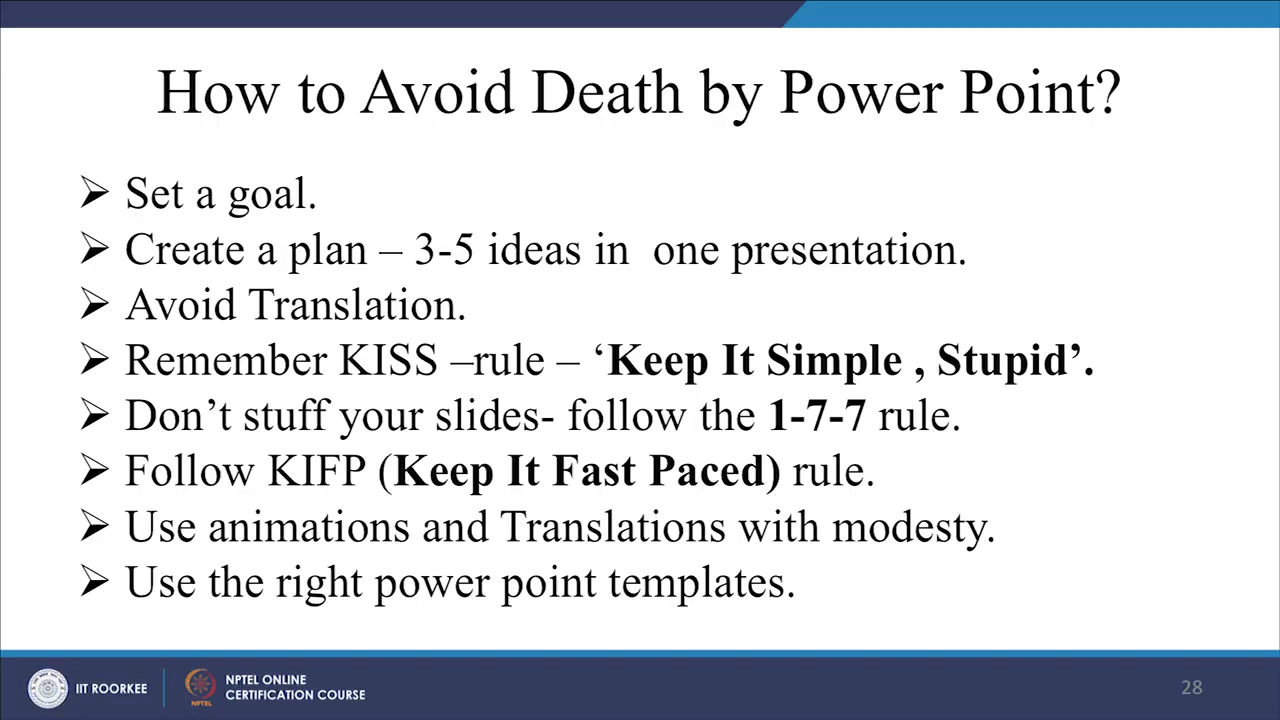 How to Avoid Death by Power Point?
➢ Set a goal.
➢ Create a plan – 3-5 ideas in  one presentation.
➢ Avoid Translation.
➢ Remember KISS –rule – ‘Keep It Simple , Stupid’.
➢ Don’t stuff your slides- follow the 1-7-7 rule.
➢ Follow KIFP (Keep It Fast Paced) rule.
➢ Use animations and Translations with modesty.
➢ Use the right power point templates.
IIT ROORKEE
NPTEL
NPTEL ONLINE
CERTIFICATION COURSE
28